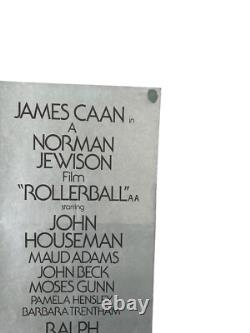 JAMES CAAN in
A
NORMAN
JEWISON
Film
"ROLLERBALL" AA
starring
JOHN
HOUSEMAN
MAUD ADAMS
JOHN BECK
MOSES GUNN
PAMELA HENSLEY
BARBARA TRENTHAM
RALPH